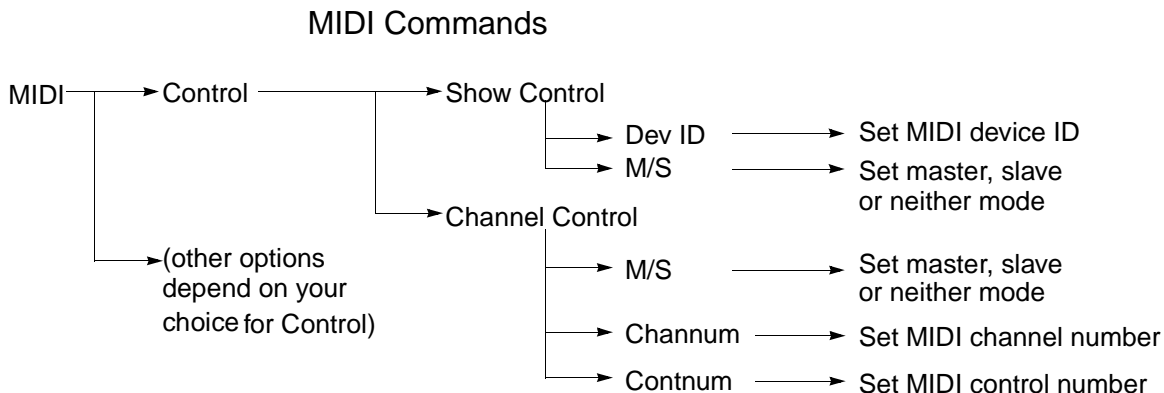 MIDI Commands
MIDI
Control
Show Control
Dev ID
Set MIDI device ID
M/S
Set master, slave
or neither mode
Channel Control
(other options
depend on your
choice for Control)
M/S
Set master, slave
or neither mode
Channum
Set MIDI channel number
Contnum
Set MIDI control number